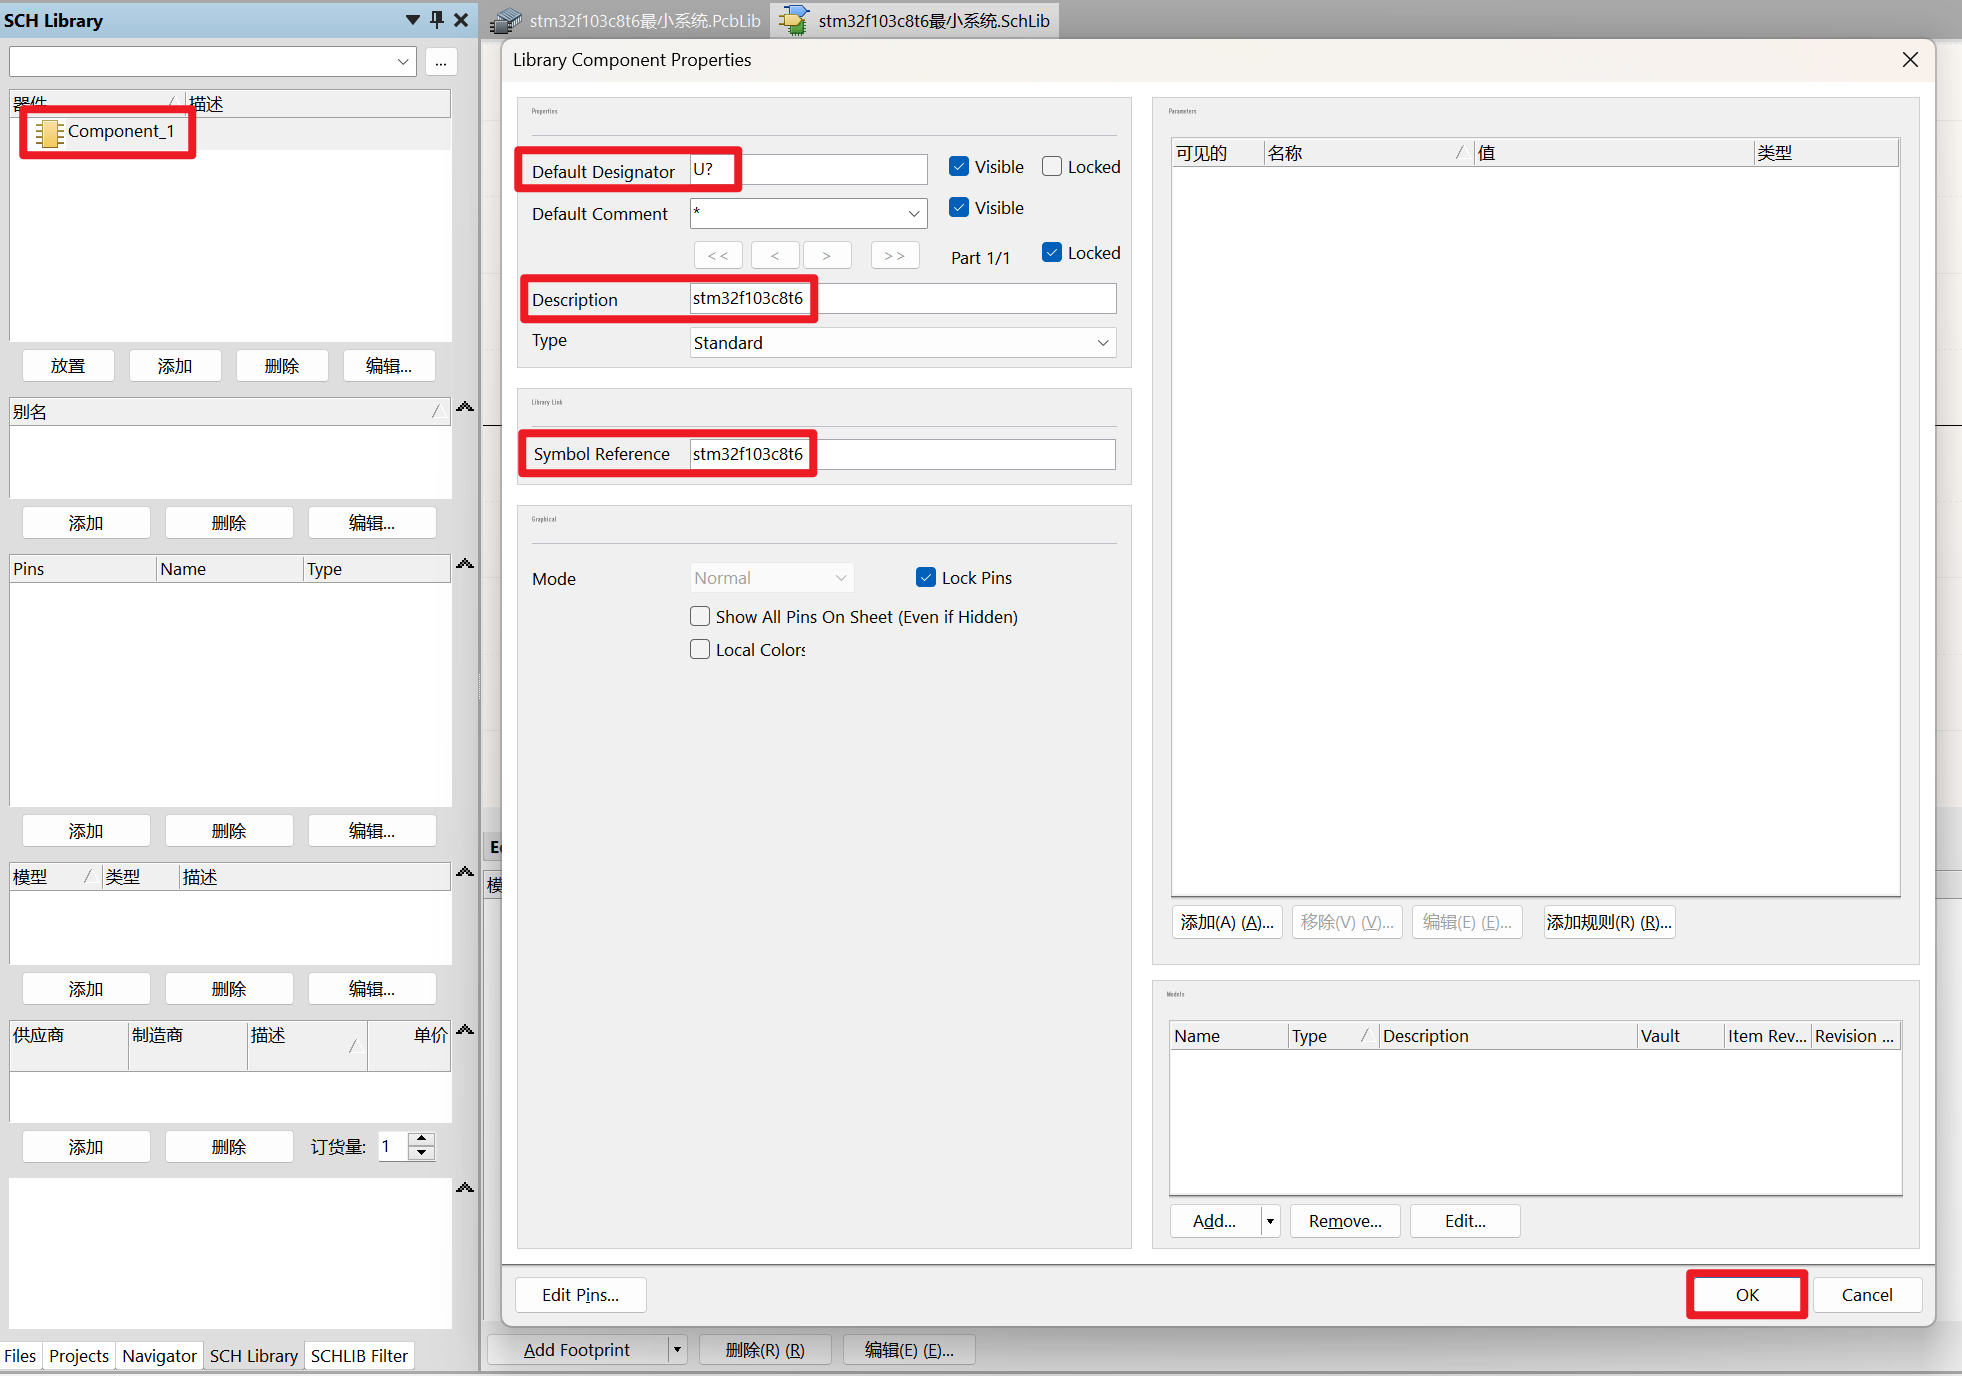 SCH Library
...
器件 描述
Component_1
放置 添加 删除 编辑...
别名
添加 删除 编辑...
Pins Name Type
添加 删除 编辑...
模型 类型 描述
添加 删除 编辑...
供应商 制造商 描述 单价
添加 删除 订货量: 1
Files Projects Navigator SCH Library SCHLIB Filter
stm32f103c8t6最小系统.PcbLib stm32f103c8t6最小系统.SchLib
Library Component Properties
Properties
Default Designator U? Visible Locked
Default Comment * Visible
<< < > >> Part 1/1 Locked
Description stm32f103c8t6
Type Standard
Library Link
Symbol Reference stm32f103c8t6
Graphical
Mode Normal Lock Pins
Show All Pins On Sheet (Even if Hidden)
Local Colors
Parameters
可见的 名称 值 类型
添加(A) (A)... 移除(V) (V)... 编辑(E) (E)... 添加规则(R) (R)...
Models
Name Type Description Vault Item Rev... Revision ...
Add... Remove... Edit...
Edit Pins... OK Cancel
模
Add Footprint 删除(R) (R) 编辑(E) (E)...